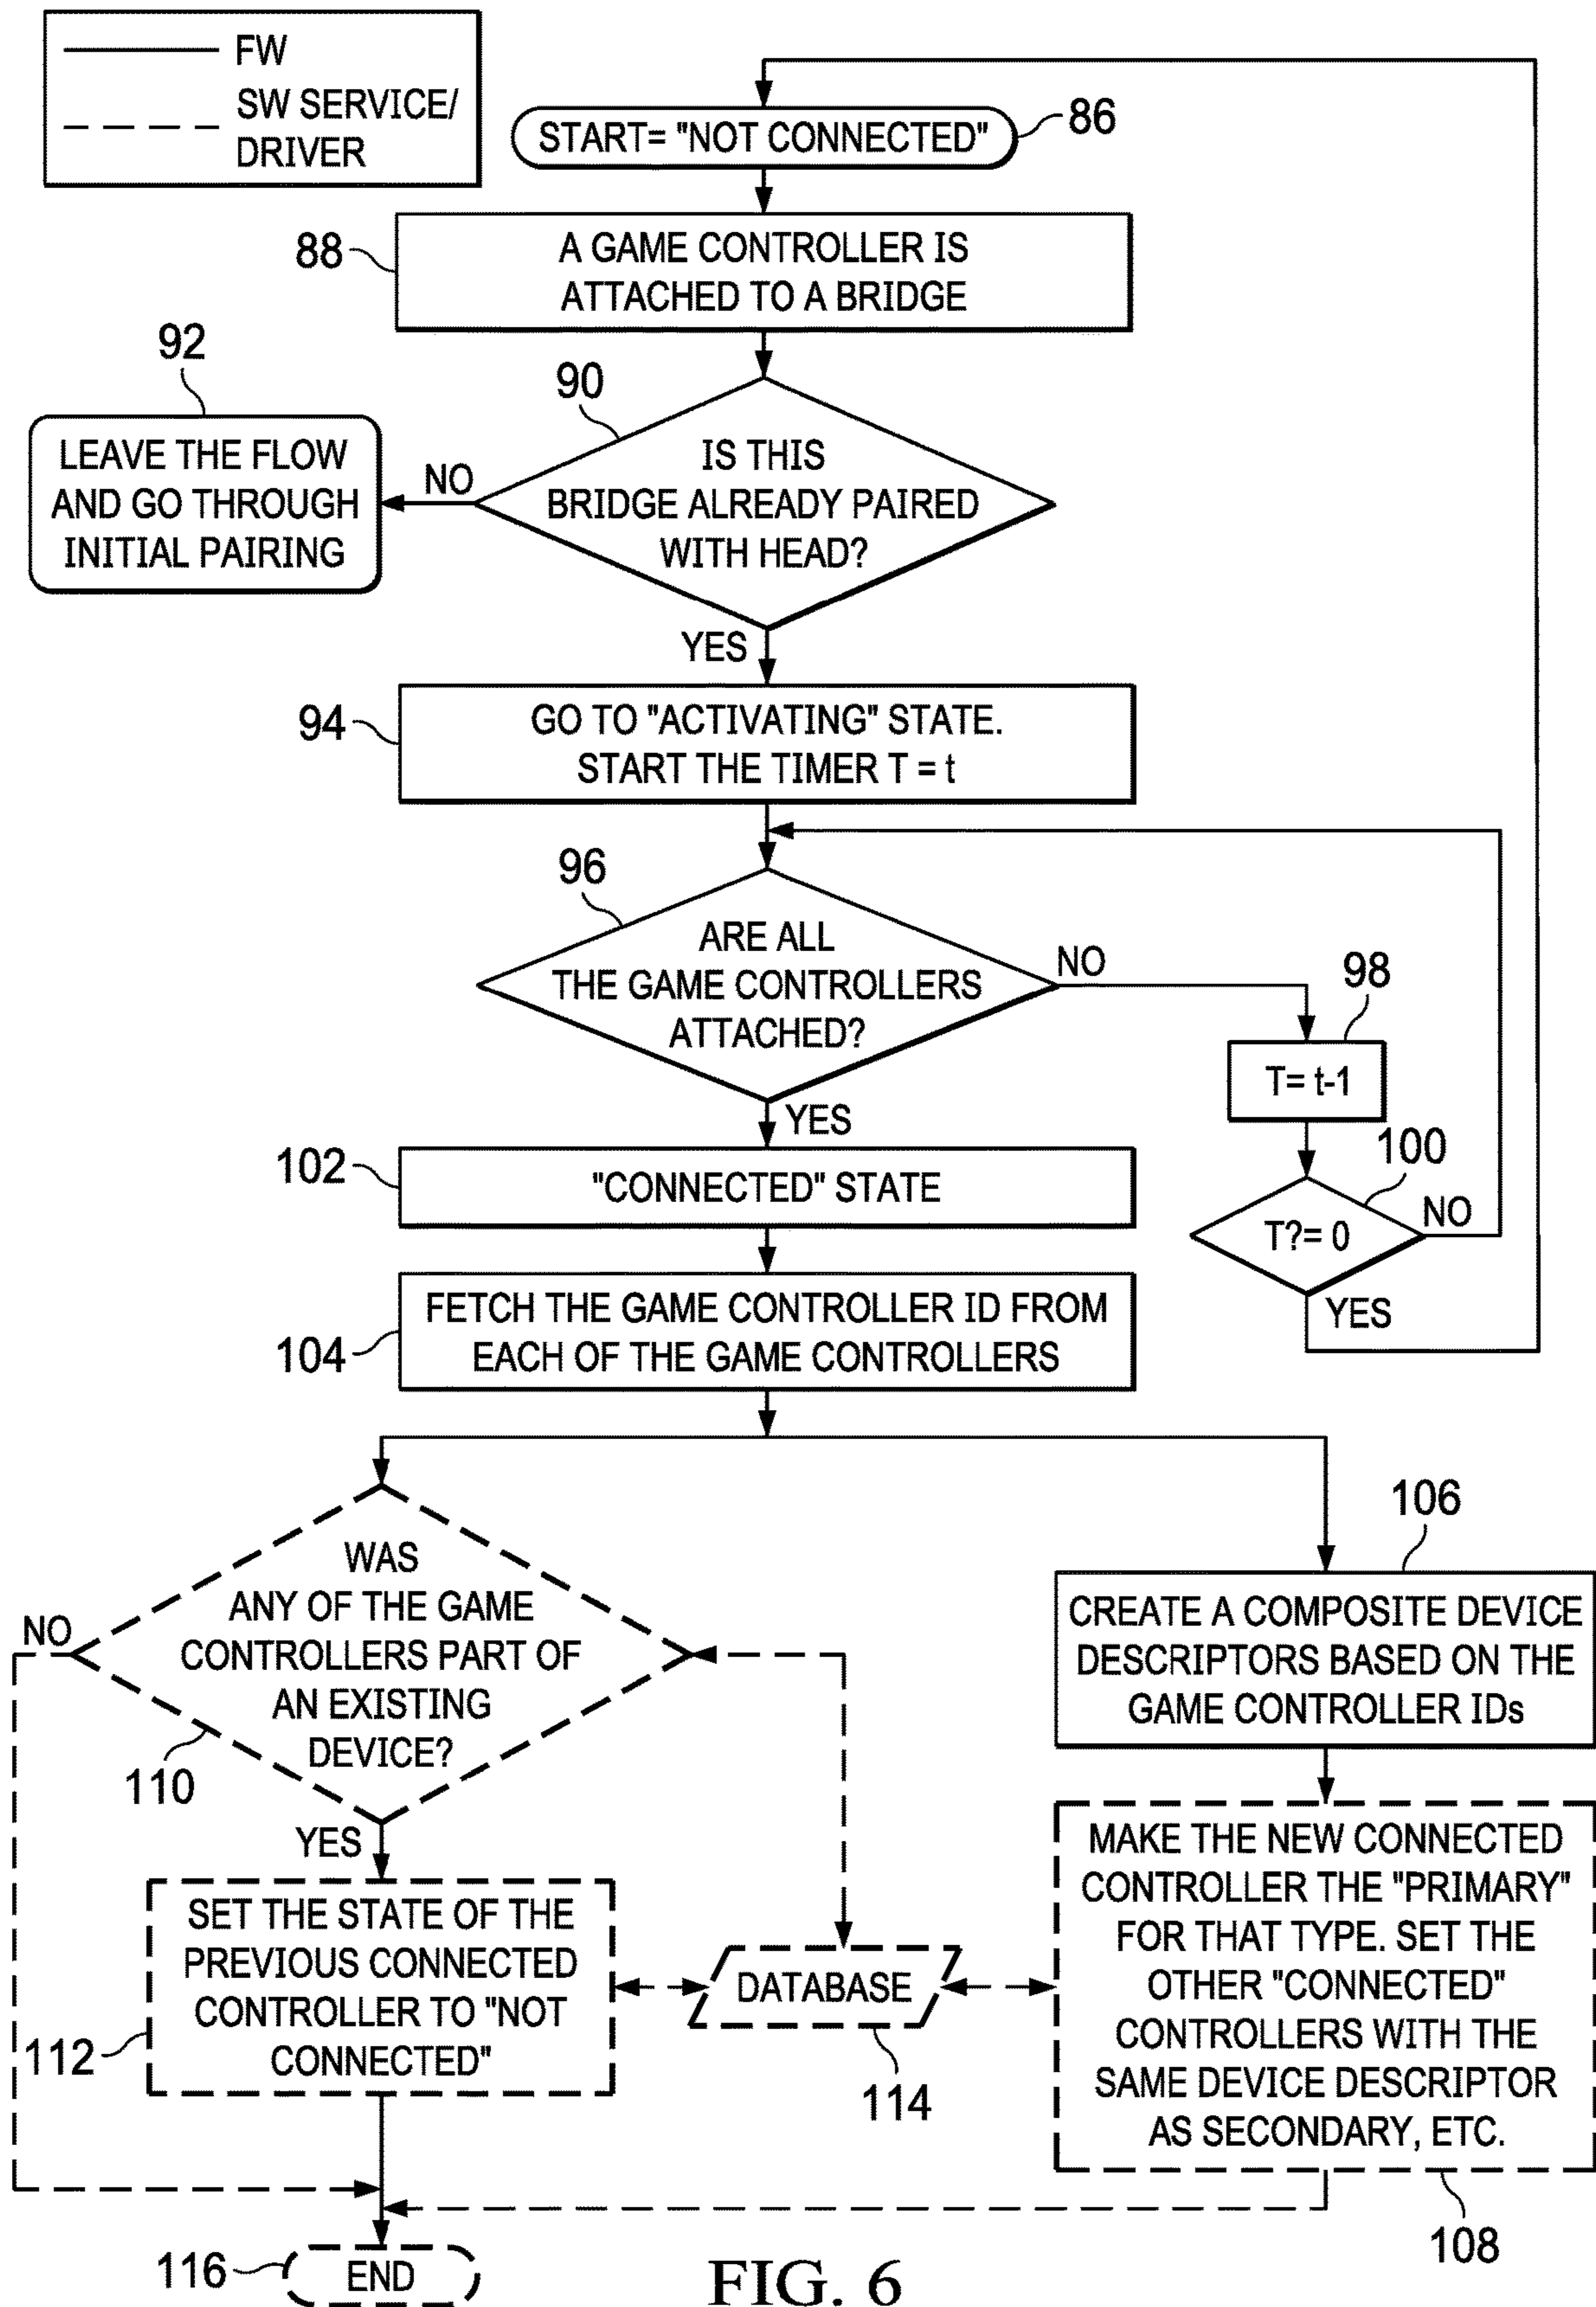 FW
SW SERVICE/
DRIVER
START= "NOT CONNECTED"
86
88
A GAME CONTROLLER IS
ATTACHED TO A BRIDGE
92
90
LEAVE THE FLOW
AND GO THROUGH
INITIAL PAIRING
NO
IS THIS
BRIDGE ALREADY PAIRED
WITH HEAD?
YES
94
GO TO "ACTIVATING" STATE.
START THE TIMER T = t
96
ARE ALL
THE GAME CONTROLLERS
ATTACHED?
NO
98
T= t-1
YES
100
T?= 0
NO
YES
102
"CONNECTED" STATE
104
FETCH THE GAME CONTROLLER ID FROM
EACH OF THE GAME CONTROLLERS
106
WAS
ANY OF THE GAME
CONTROLLERS PART OF
AN EXISTING
DEVICE?
NO
110
YES
CREATE A COMPOSITE DEVICE
DESCRIPTORS BASED ON THE
GAME CONTROLLER IDs
SET THE STATE OF THE
PREVIOUS CONNECTED
CONTROLLER TO "NOT
CONNECTED"
112
DATABASE
114
MAKE THE NEW CONNECTED
CONTROLLER THE "PRIMARY"
FOR THAT TYPE. SET THE
OTHER "CONNECTED"
CONTROLLERS WITH THE
SAME DEVICE DESCRIPTOR
AS SECONDARY, ETC.
108
116
END
FIG. 6